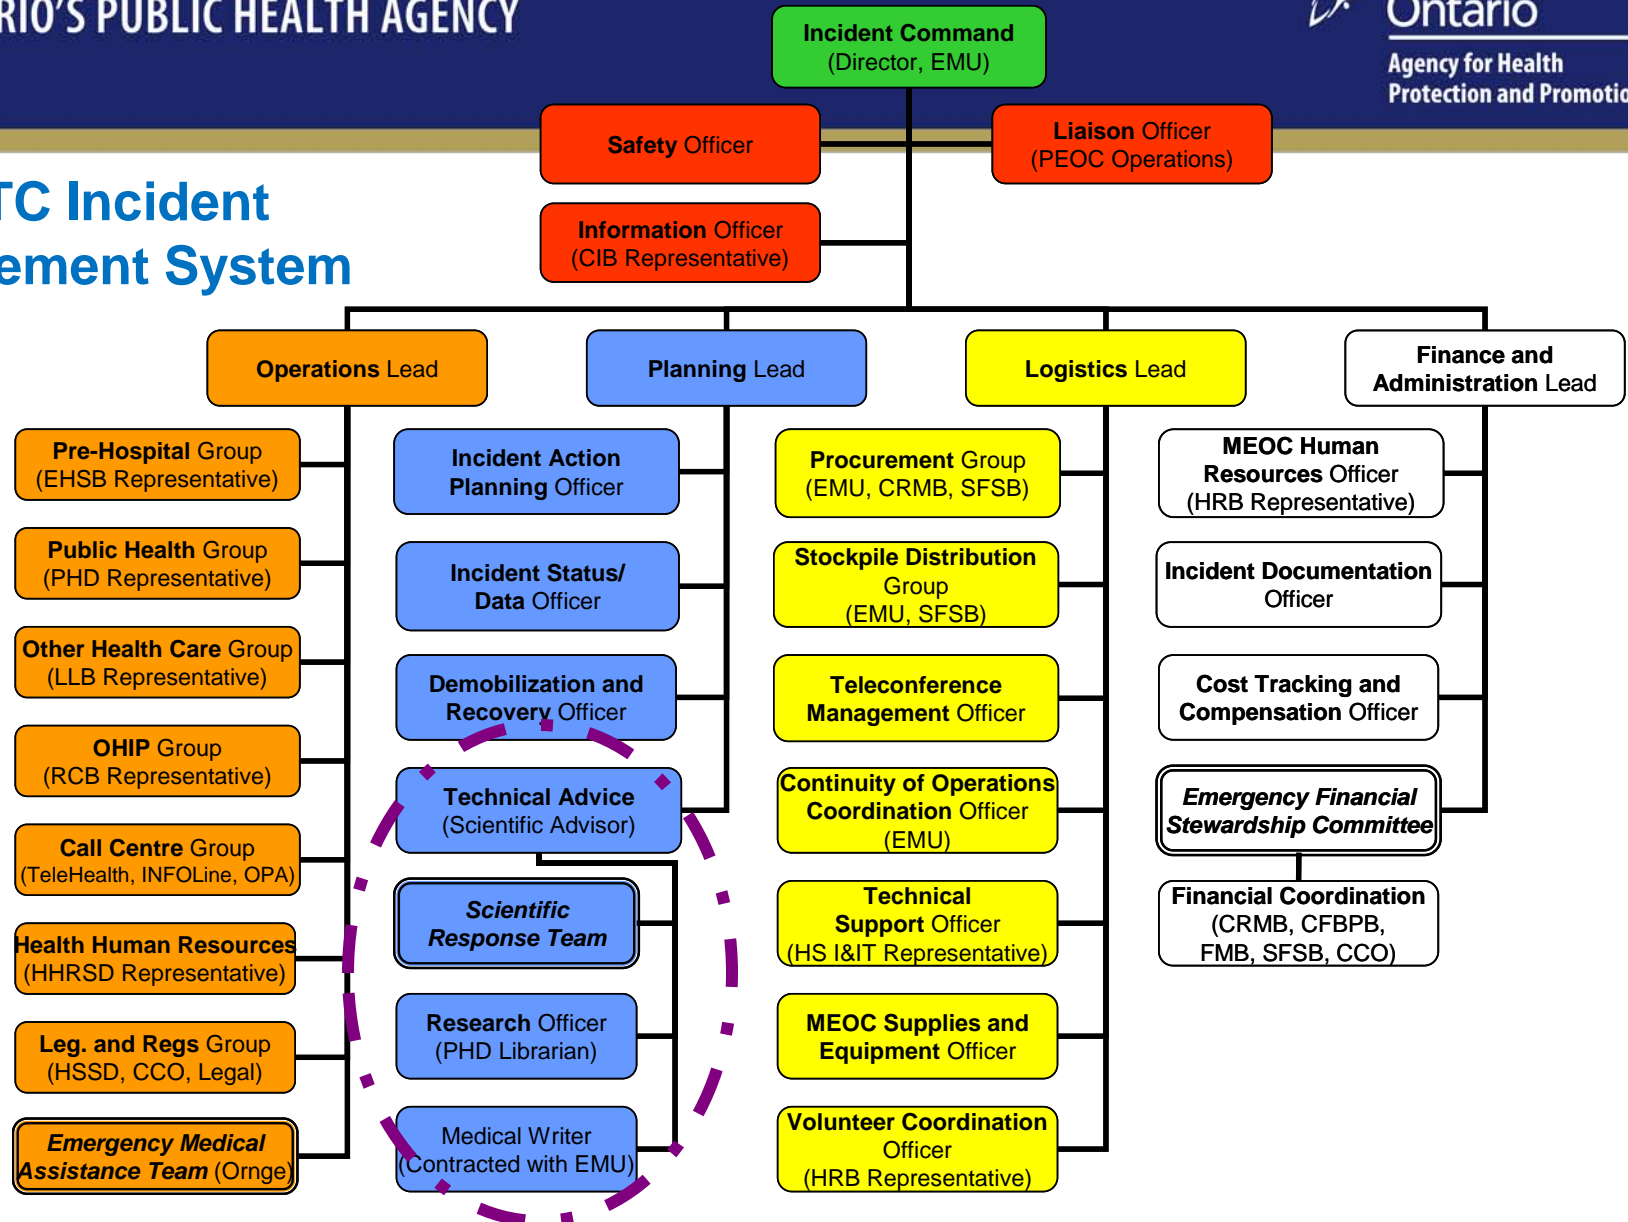 PUBLIC HEALTH AGENCY
Ontario
Agency for Health
Protection and
Incident Command
(Director, EMU)
Safety Officer
Liaison Officer
(PEOC Operations)
Information Officer
(CIB Representative)
Incident
System
Operations Lead
Planning Lead
Logistics Lead
Finance and
Administration Lead
Pre-Hospital Group
(EHSB Representative)
Public Health Group
(PHD Representative)
Other Health Care Group
(LLB Representative)
OHIP Group
(RCB Representative)
Call Centre Group
(TeleHealth, INFOLine, OPA)
Health Human Resources
(HHRSD Representative)
Leg. and Regs Group
(HSSD, CCO, Legal)
Emergency Medical
Assistance Team (Ornge)
Incident Action
Planning Officer
Incident Status/
Data Officer
Demobilization and
Recovery Officer
Technical Advice
(Scientific Advisor)
Scientific
Response Team
Research Officer
(PHD Librarian)
Medical Writer
(Contracted with EMU)
Procurement Group
(EMU, CRMB, SFSB)
Stockpile Distribution
Group
(EMU, SFSB)
Teleconference
Management Officer
Continuity of Operations
Coordination Officer
(EMU)
Technical
Support Officer
(HS I&IT Representative)
MEOC Supplies and
Equipment Officer
Volunteer Coordination
Officer
(HRB Representative)
MEOC Human
Resources Officer
(HRB Representative)
Incident Documentation
Officer
Cost Tracking and
Compensation Officer
Emergency Financial
Stewardship Committee
Financial Coordination
(CRMB, CFBPB,
FMB, SFSB, CCO)